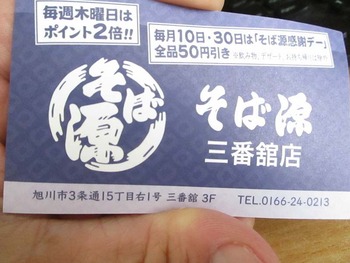 毎週木曜日は
ポイント2倍!!
毎月10日・30日は「そば源感謝デー」
全品50円引き
そば源
そば源
三番舘店
旭川市3条通15丁目右1号 三番舘 3F
TEL.0166-24-0213